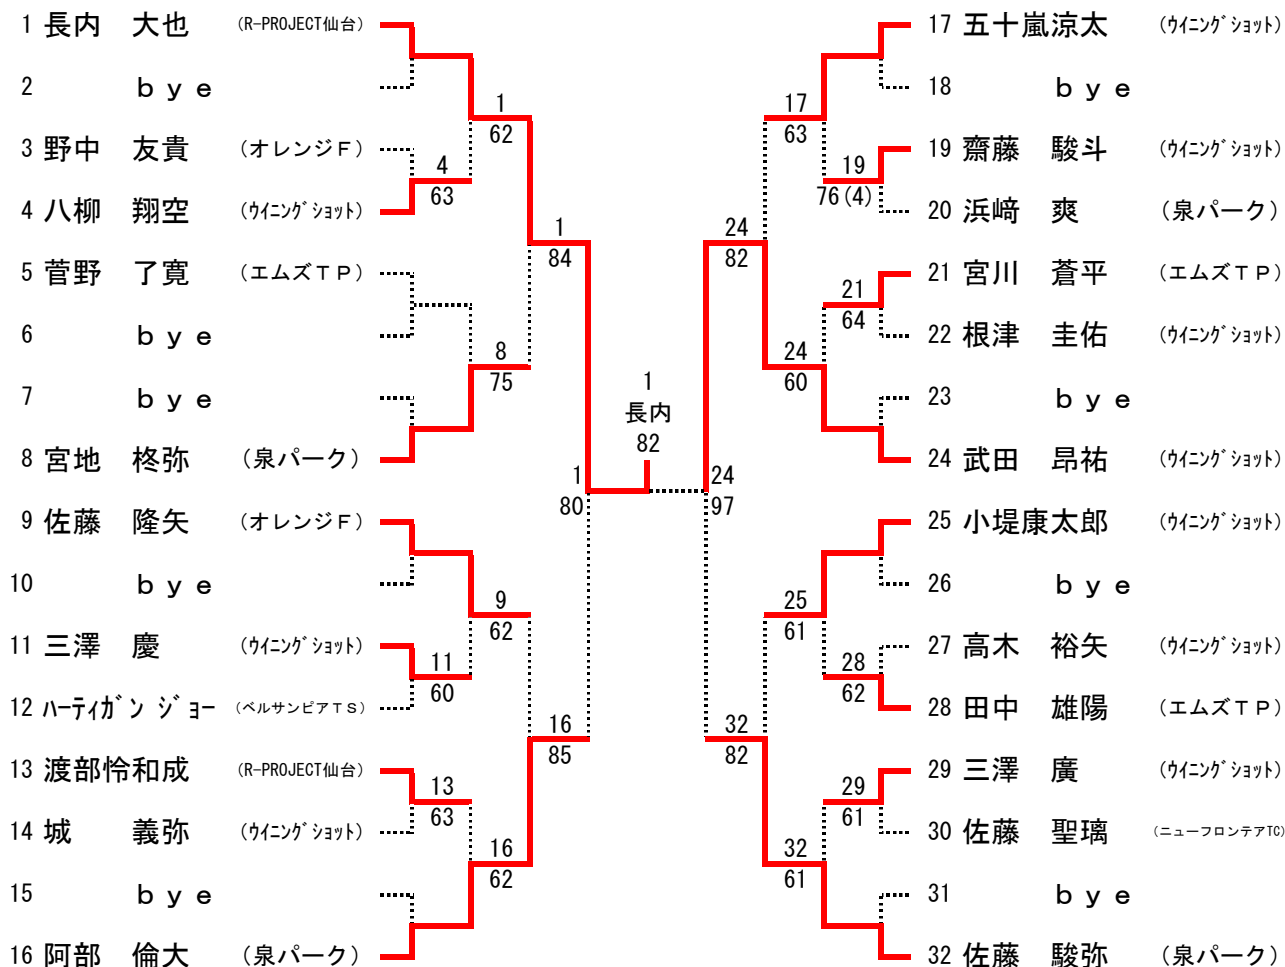 1 長内 大也 (R-PROJECT仙台)
2 ｂｙｅ
3 野中 友貴 (オレンジＦ)
4 八柳 翔空 (ｳｲﾆﾝｸﾞｼｮｯﾄ)
5 菅野 了寛 (エムズＴＰ)
6 ｂｙｅ
7 ｂｙｅ
8 宮地 柊弥 (泉パーク)
9 佐藤 隆矢 (オレンジＦ)
10 ｂｙｅ
11 三澤 慶 (ｳｲﾆﾝｸﾞｼｮｯﾄ)
12 ﾊｰﾃｨｶﾞﾝ ｼﾞｮｰ (ベルサンピアＴＳ)
13 渡部怜和成 (R-PROJECT仙台)
14 城 義弥 (ｳｲﾆﾝｸﾞｼｮｯﾄ)
15 ｂｙｅ
16 阿部 倫大 (泉パーク)
4
63
11
60
13
63
1
62
8
75
9
62
16
62
1
84
16
85
1
80
1
長内
82
24
97
24
82
32
82
17
63
24
60
25
61
32
61
19
76(4)
21
64
28
62
29
61
17 五十嵐涼太 (ｳｲﾆﾝｸﾞｼｮｯﾄ)
18 ｂｙｅ
19 齋藤 駿斗 (ｳｲﾆﾝｸﾞｼｮｯﾄ)
20 浜﨑 爽 (泉パーク)
21 宮川 蒼平 (エムズＴＰ)
22 根津 圭佑 (ｳｲﾆﾝｸﾞｼｮｯﾄ)
23 ｂｙｅ
24 武田 昂祐 (ｳｲﾆﾝｸﾞｼｮｯﾄ)
25 小堤康太郎 (ｳｲﾆﾝｸﾞｼｮｯﾄ)
26 ｂｙｅ
27 高木 裕矢 (ｳｲﾆﾝｸﾞｼｮｯﾄ)
28 田中 雄陽 (エムズＴＰ)
29 三澤 廣 (ｳｲﾆﾝｸﾞｼｮｯﾄ)
30 佐藤 聖璃 (ニューフロンテアTC)
31 ｂｙｅ
32 佐藤 駿弥 (泉パーク)